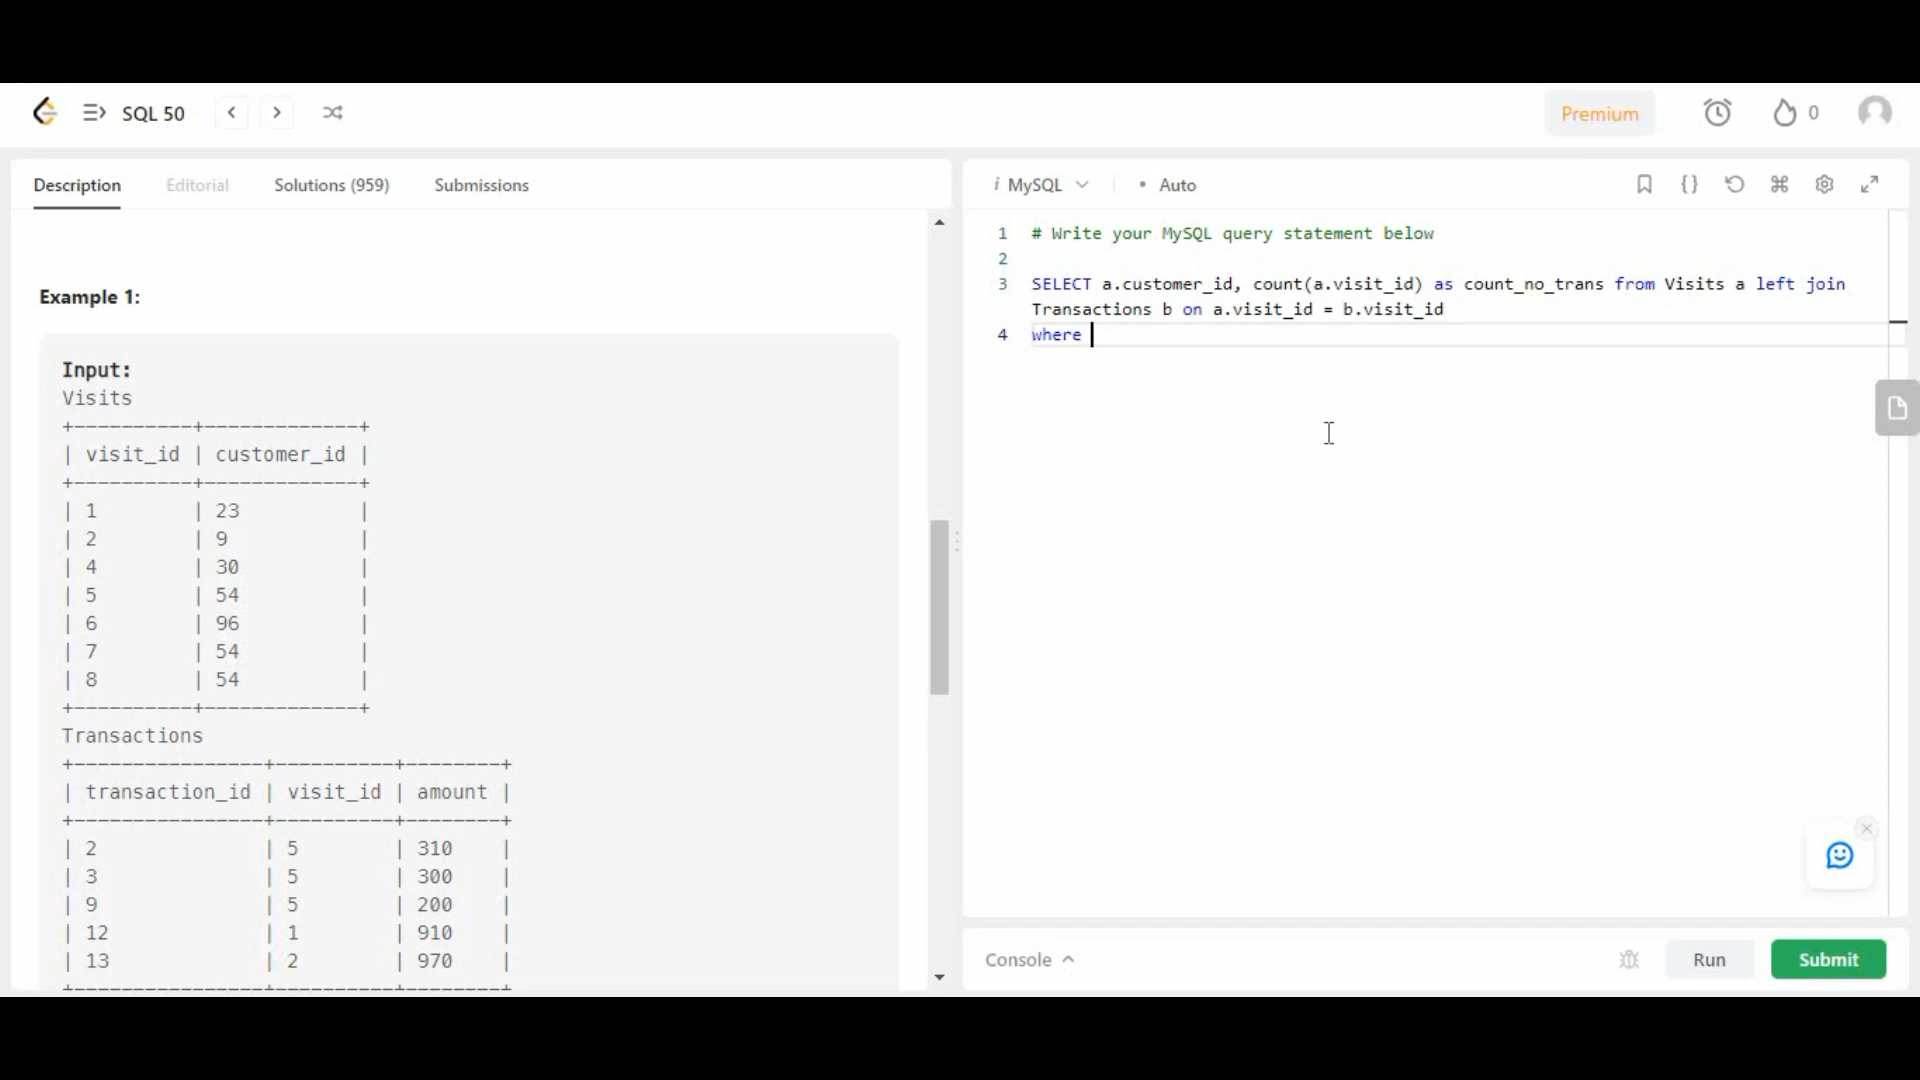 SQL 50
Premium
0
Description Editorial Solutions (959) Submissions
Example 1:
Input:
Visits
+----------+-------------+
| visit_id | customer_id |
+----------+-------------+
| 1        | 23          |
| 2        | 9           |
| 4        | 30          |
| 5        | 54          |
| 6        | 96          |
| 7        | 54          |
| 8        | 54          |
+----------+-------------+
Transactions
+----------------+----------+--------+
| transaction_id | visit_id | amount |
+----------------+----------+--------+
| 2              | 5        | 310    |
| 3              | 5        | 300    |
| 9              | 5        | 200    |
| 12             | 1        | 910    |
| 13             | 2        | 970    |
+----------------+----------+--------+
i MySQL • Auto
1 # Write your MySQL query statement below
2
3 SELECT a.customer_id, count(a.visit_id) as count_no_trans from Visits a left join
Transactions b on a.visit_id = b.visit_id
4 where
Console Run Submit